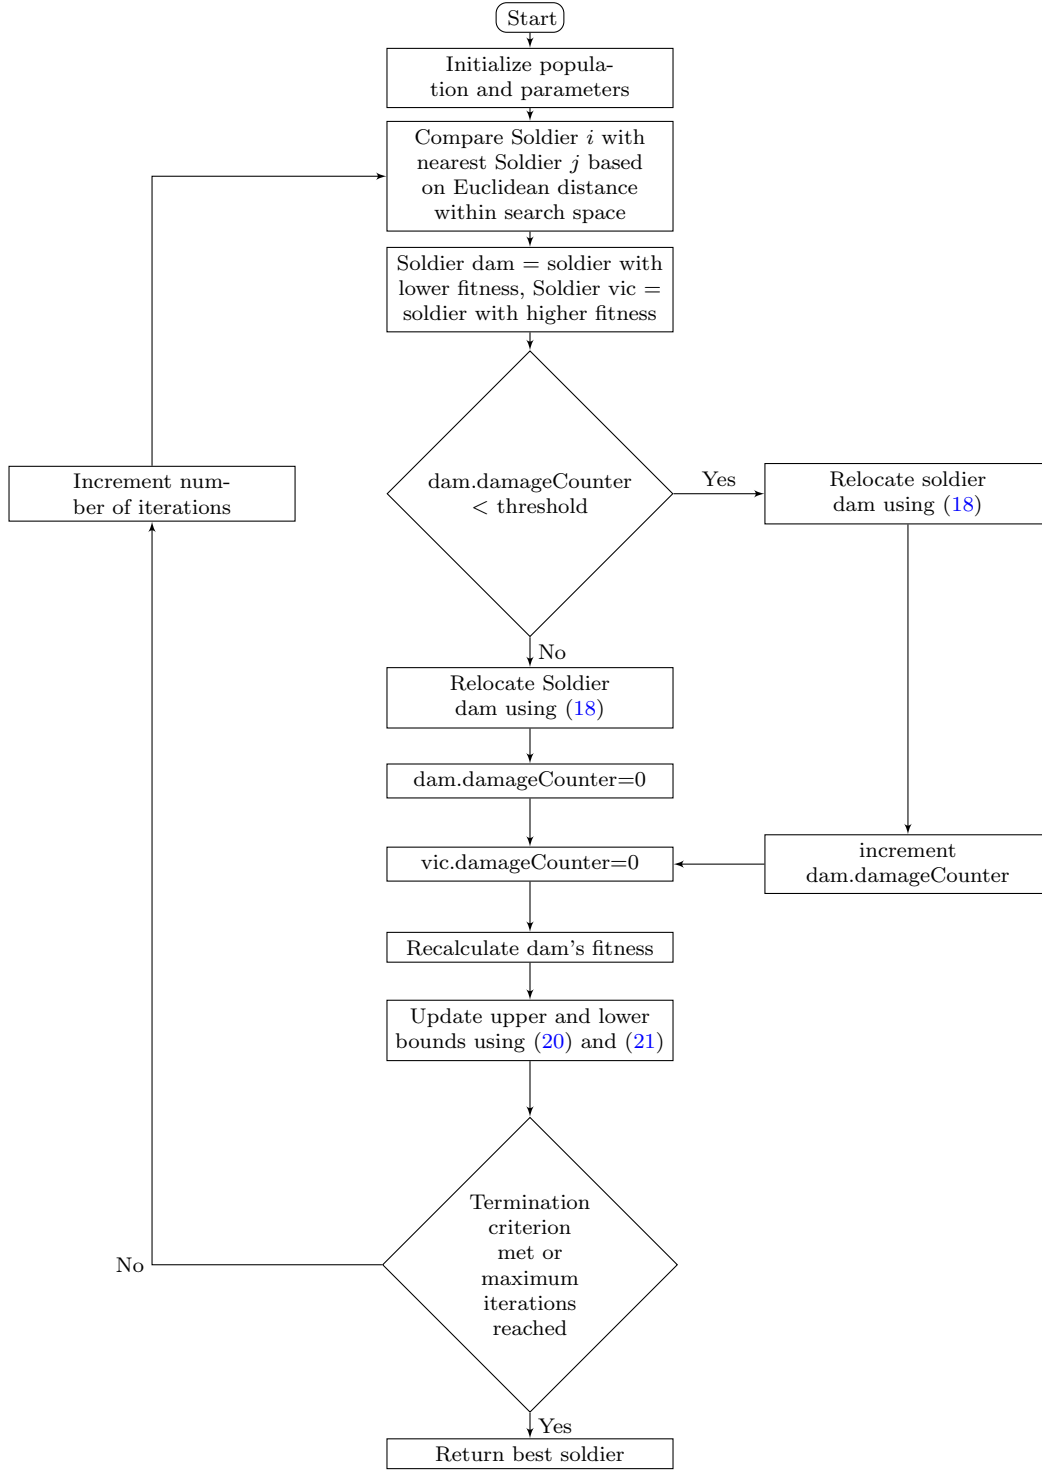 Start
Initialize popula-
tion and parameters
Compare Soldier i with
nearest Soldier j based
on Euclidean distance
within search space
Soldier dam = soldier with
lower fitness, Soldier vic =
soldier with higher fitness
dam.damageCounter
< threshold
Yes
Relocate soldier
dam using (18)
Increment num-
ber of iterations
No
Relocate Soldier
dam using (18)
dam.damageCounter=0
vic.damageCounter=0
increment
dam.damageCounter
Recalculate dam's fitness
Update upper and lower
bounds using (20) and (21)
Termination
criterion
met or
maximum
iterations
reached
No
Yes
Return best soldier